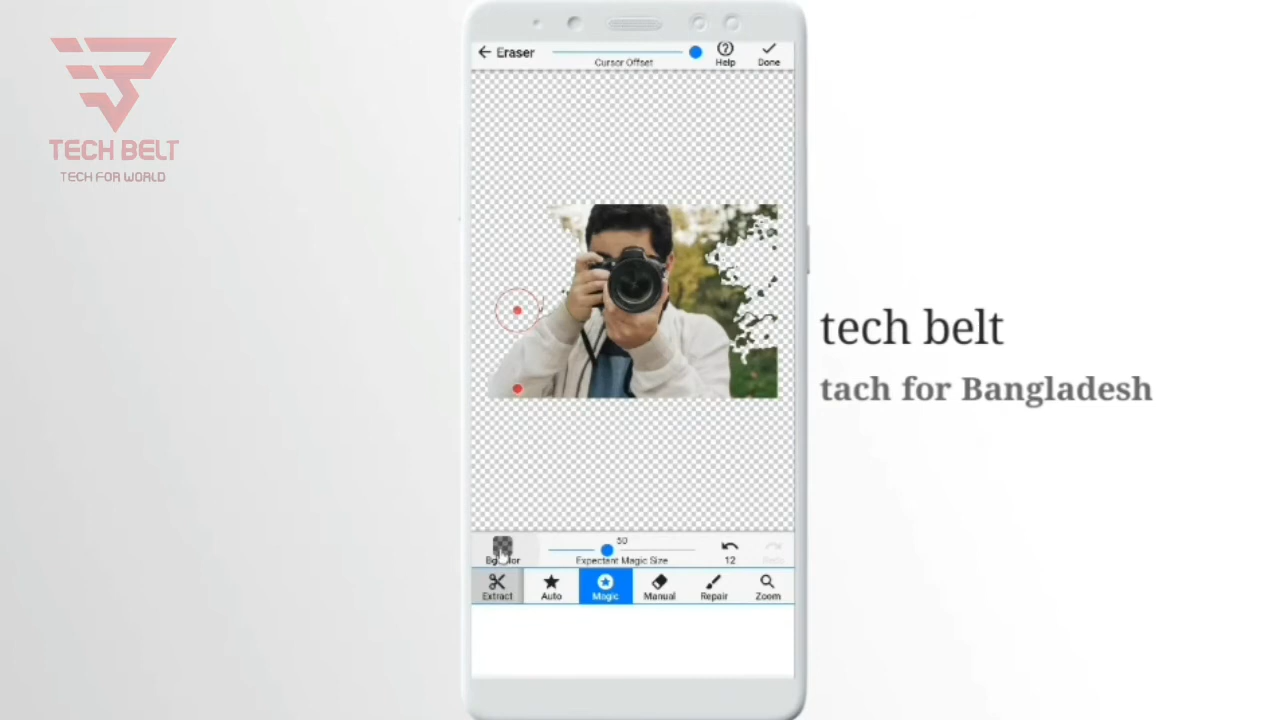 TECH BELT
TECH FOR WORLD
Eraser
Cursor Offset
Help
Done
tech belt
tach for Bangladesh
50
Expectant Magic Size
12
Extract
Auto
Magic
Manual
Repair
Zoom